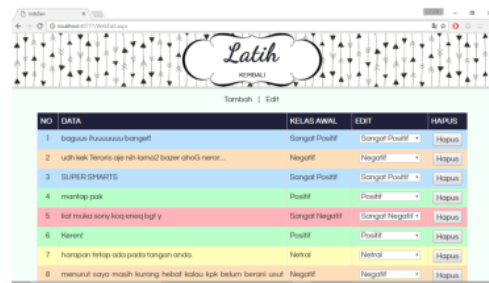 Latih
KEMBALI
Tambah | Edit
NO DATA KELAS AWAL EDIT HAPUS
1 baguus ituuuuuuu banget!! Sangat Positif Sangat Positif Hapus
2 udh kek Teroris aje nih lama2 bazer ahoG neror.... Negatif Negatif Hapus
3 SUPER SMARTS Sangat Positif Sangat Positif Hapus
4 mantap pak Positif Positif Hapus
5 liat muka sony koq eneq bgt y Sangat Negatif Sangat Negatif Hapus
6 Keren! Positif Positif Hapus
7 harapan tetap ada pada tangan anda. Netral Netral Hapus
8 menurut saya masih kurang hebat kalau kpk belum berani usut Negatif Negatif Hapus